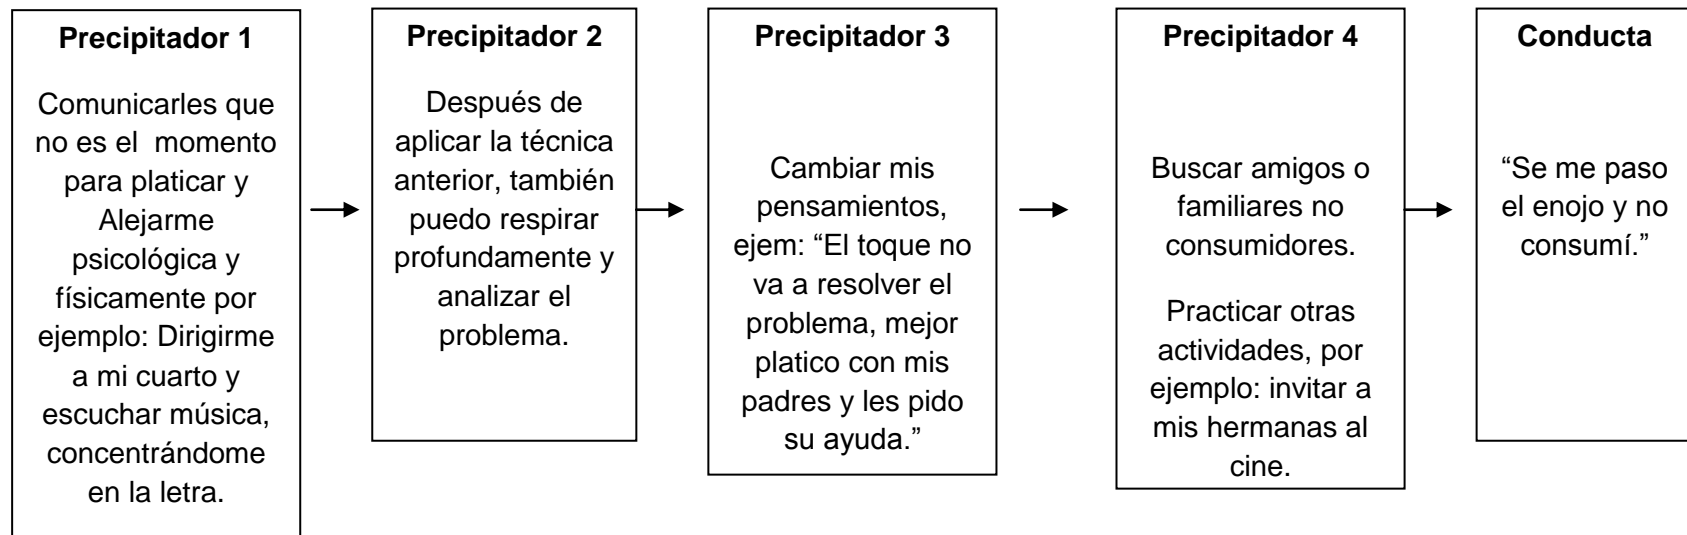 Precipitador 1
Comunicarles que
no es el momento
para platicar y
Alejarme
psicológica y
físicamente por
ejemplo: Dirigirme
a mi cuarto y
escuchar música,
concentrándome
en la letra.
Precipitador 2
Después de
aplicar la técnica
anterior, también
puedo respirar
profundamente y
analizar el
problema.
Precipitador 3
Cambiar mis
pensamientos,
ejem: “El toque no
va a resolver el
problema, mejor
platico con mis
padres y les pido
su ayuda.”
Precipitador 4
Buscar amigos o
familiares no
consumidores.
Practicar otras
actividades, por
ejemplo: invitar a
mis hermanas al
cine.
Conducta
“Se me paso
el enojo y no
consumí.”